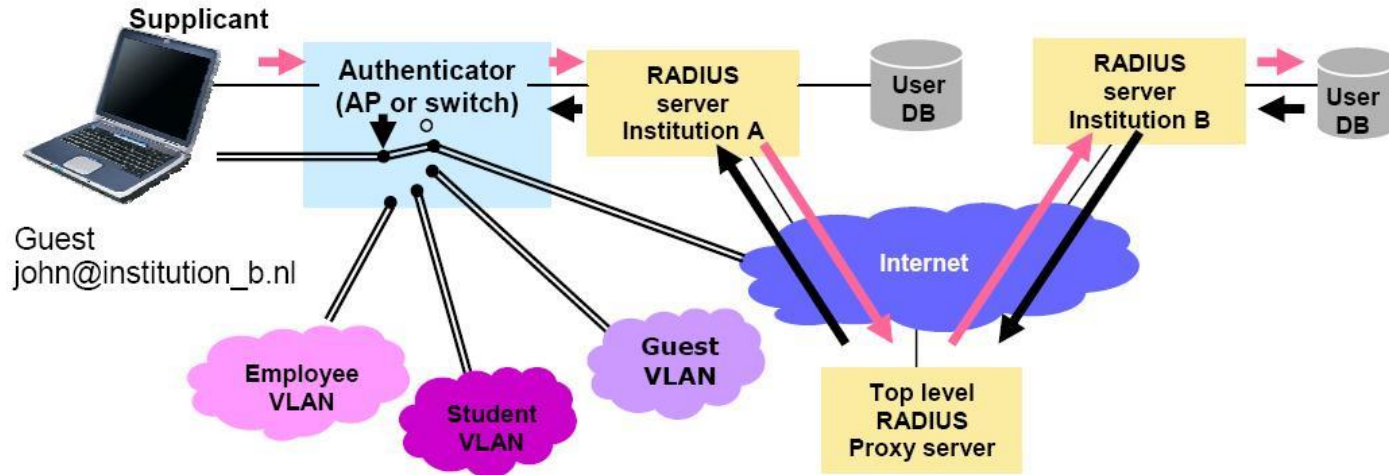 Supplicant
Authenticator
(AP or switch)
RADIUS
server
Institution A
User
DB
RADIUS
server
Institution B
User
DB
Guest
john@institution_b.nl
Internet
Employee
VLAN
Student
VLAN
Guest
VLAN
Top level
RADIUS
Proxy server